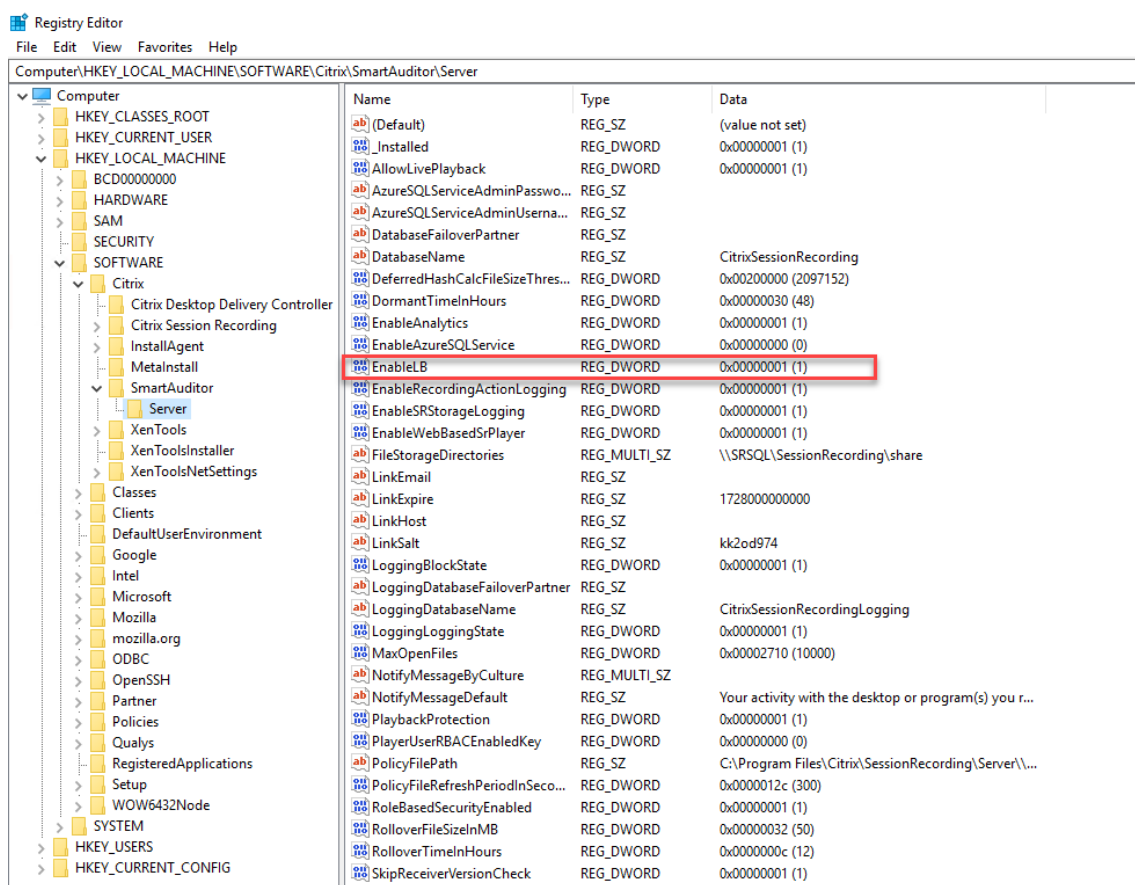 Registry Editor
File Edit View Favorites Help
Computer\HKEY_LOCAL_MACHINE\SOFTWARE\Citrix\SmartAuditor\Server
Computer
HKEY_CLASSES_ROOT
HKEY_CURRENT_USER
HKEY_LOCAL_MACHINE
BCD00000000
HARDWARE
SAM
SECURITY
SOFTWARE
Citrix
Citrix Desktop Delivery Controller
Citrix Session Recording
InstallAgent
MetaInstall
SmartAuditor
Server
XenTools
XenToolsInstaller
XenToolsNetSettings
Classes
Clients
DefaultUserEnvironment
Google
Intel
Microsoft
Mozilla
mozilla.org
ODBC
OpenSSH
Partner
Policies
Qualys
RegisteredApplications
Setup
WOW6432Node
SYSTEM
HKEY_USERS
HKEY_CURRENT_CONFIG
Name Type Data
(Default) REG_SZ (value not set)
_Installed REG_DWORD 0x00000001 (1)
AllowLivePlayback REG_DWORD 0x00000001 (1)
AzureSQLServiceAdminPasswo... REG_SZ
AzureSQLServiceAdminUserna... REG_SZ
DatabaseFailoverPartner REG_SZ
DatabaseName REG_SZ CitrixSessionRecording
DeferredHashCalcFileSizeThres... REG_DWORD 0x00200000 (2097152)
DormantTimeInHours REG_DWORD 0x00000030 (48)
EnableAnalytics REG_DWORD 0x00000001 (1)
EnableAzureSQLService REG_DWORD 0x00000000 (0)
EnableLB REG_DWORD 0x00000001 (1)
EnableRecordingActionLogging REG_DWORD 0x00000001 (1)
EnableSRStorageLogging REG_DWORD 0x00000001 (1)
EnableWebBasedSrPlayer REG_DWORD 0x00000001 (1)
FileStorageDirectories REG_MULTI_SZ \\SRSQL\SessionRecording\share
LinkEmail REG_SZ
LinkExpire REG_SZ 1728000000000
LinkHost REG_SZ
LinkSalt REG_SZ kk2od974
LoggingBlockState REG_DWORD 0x00000001 (1)
LoggingDatabaseFailoverPartner REG_SZ
LoggingDatabaseName REG_SZ CitrixSessionRecordingLogging
LoggingLoggingState REG_DWORD 0x00000001 (1)
MaxOpenFiles REG_DWORD 0x00002710 (10000)
NotifyMessageByCulture REG_MULTI_SZ
NotifyMessageDefault REG_SZ Your activity with the desktop or program(s) you r...
PlaybackProtection REG_DWORD 0x00000001 (1)
PlayerUserRBACEnabledKey REG_DWORD 0x00000000 (0)
PolicyFilePath REG_SZ C:\Program Files\Citrix\SessionRecording\Server\\...
PolicyFileRefreshPeriodInSeco... REG_DWORD 0x0000012c (300)
RoleBasedSecurityEnabled REG_DWORD 0x00000001 (1)
RolloverFileSizeInMB REG_DWORD 0x00000032 (50)
RolloverTimeInHours REG_DWORD 0x0000000c (12)
SkipReceiverVersionCheck REG_DWORD 0x00000001 (1)